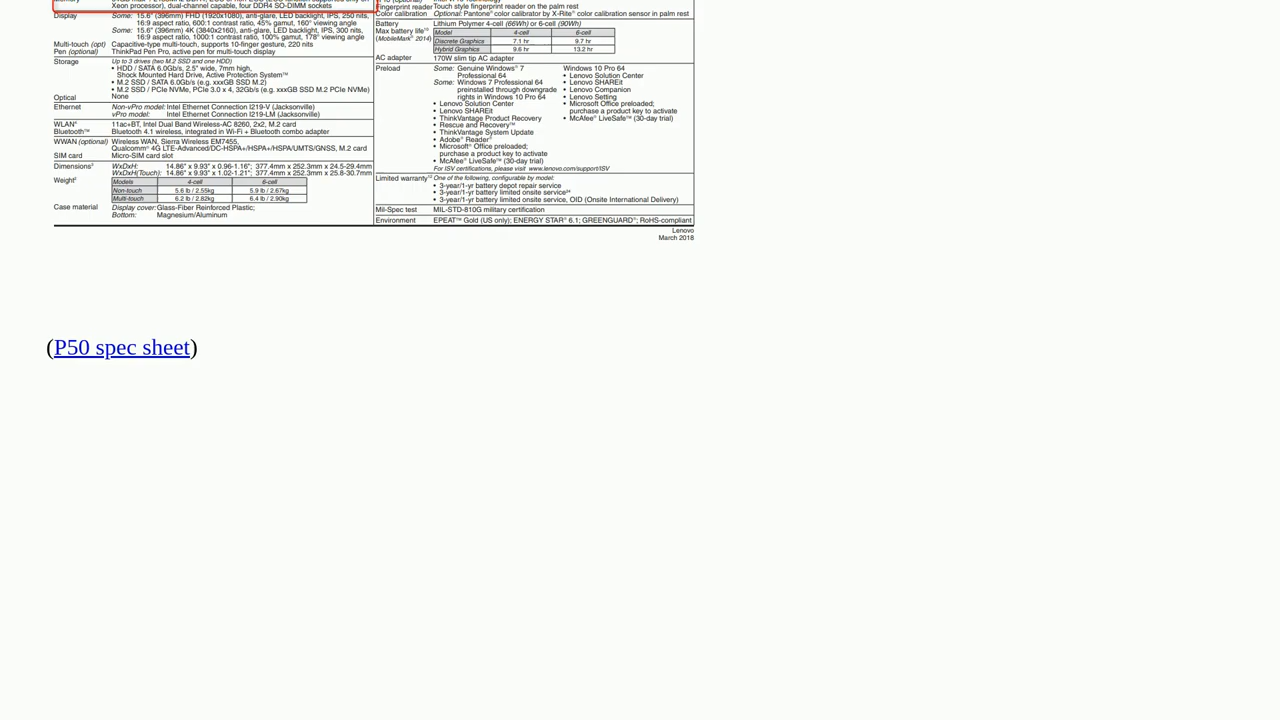 Xeon processor), dual-channel capable, four DDR4 SO-DIMM sockets
Display Some: 15.6" (396mm) FHD (1920x1080), anti-glare, LED backlight, IPS, 250 nits,
16:9 aspect ratio, 600:1 contrast ratio, 45% gamut, 160° viewing angle
Some: 15.6" (396mm) 4K (3840x2160), anti-glare, LED backlight, IPS, 300 nits,
16:9 aspect ratio, 1000:1 contrast ratio, 100% gamut, 178° viewing angle
Multi-touch (opt) Capacitive-type multi-touch, supports 10-finger gesture, 220 nits
Pen (optional) ThinkPad Pen Pro, active pen for multi-touch display
Storage Up to 3 drives (two M.2 SSD and one HDD)
• HDD / SATA 6.0Gb/s, 2.5" wide, 7mm high,
Shock Mounted Hard Drive, Active Protection System™
• M.2 SSD / SATA 6.0Gb/s (e.g. xxxGB SSD M.2)
• M.2 SSD / PCIe NVMe, PCIe 3.0 x 4, 32Gb/s (e.g. xxxGB SSD M.2 PCIe NVMe)
Optical None
Ethernet Non-vPro model: Intel Ethernet Connection I219-V (Jacksonville)
vPro model: Intel Ethernet Connection I219-LM (Jacksonville)
WLAN⁴ 11ac+BT, Intel Dual Band Wireless-AC 8260, 2x2, M.2 card
Bluetooth™ Bluetooth 4.1 wireless, integrated in Wi-Fi + Bluetooth combo adapter
WWAN (optional) Wireless WAN, Sierra Wireless EM7455,
Qualcomm® 4G LTE-Advanced/DC-HSPA+/HSPA+/HSPA/UMTS/GNSS, M.2 card
SIM card Micro-SIM card slot
Dimensions² WxDxH: 14.86" x 9.93" x 0.96-1.16"; 377.4mm x 252.3mm x 24.5-29.4mm
WxDxH(Touch): 14.86" x 9.93" x 1.02-1.21"; 377.4mm x 252.3mm x 25.8-30.7mm
Weight² Models 4-cell 6-cell
Non-touch 5.6 lb / 2.55kg 5.9 lb / 2.67kg
Multi-touch 6.2 lb / 2.82kg 6.4 lb / 2.90kg
Case material Display cover: Glass-Fiber Reinforced Plastic;
Bottom: Magnesium/Aluminum
Fingerprint reader Touch style fingerprint reader on the palm rest
Color calibration Optional: Pantone® color calibrator by X-Rite® color calibration sensor in palm rest
Battery Lithium Polymer 4-cell (66Wh) or 6-cell (90Wh)
Max battery life¹⁹ Model 4-cell 6-cell
(MobileMark® 2014) Discrete Graphics 7.1 hr 9.7 hr
Hybrid Graphics 9.6 hr 13.2 hr
AC adapter 170W slim tip AC adapter
Preload Some: Genuine Windows® 7 Windows 10 Pro 64
Professional 64 • Lenovo Solution Center
Some: Windows 7 Professional 64 • Lenovo SHAREit
preinstalled through downgrade • Lenovo Companion
rights in Windows 10 Pro 64 • Lenovo Setting
• Lenovo Solution Center • Microsoft Office preloaded;
• Lenovo SHAREit purchase a product key to activate
• ThinkVantage Product Recovery • McAfee® LiveSafe™ (30-day trial)
• Rescue and Recovery™
• ThinkVantage System Update
• Adobe® Reader®
• Microsoft® Office preloaded;
purchase a product key to activate
• McAfee® LiveSafe™ (30-day trial)
For ISV certifications, please visit www.lenovo.com/support/ISV
Limited warranty¹² One of the following, configurable by model:
• 3-year/1-yr battery depot repair service
• 3-year/1-yr battery limited onsite service²⁴
• 3-year/1-yr battery limited onsite service, OID (Onsite International Delivery)
Mil-Spec test MIL-STD-810G military certification
Environment EPEAT™ Gold (US only); ENERGY STAR® 6.1; GREENGUARD®; RoHS-compliant
Lenovo
March 2018
(P50 spec sheet)